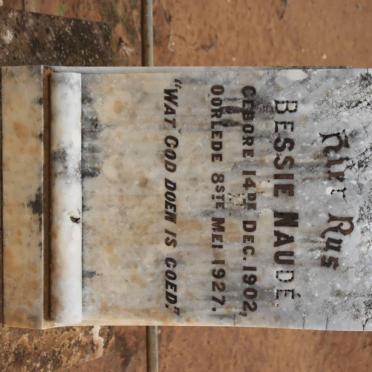 Hier Rus
BESSIE NAUDÉ.
GEBORE 14DE DEC. 1902,
OORLEDE 8STE MEI 1927.
"WAT GOD DOEN IS GOED."